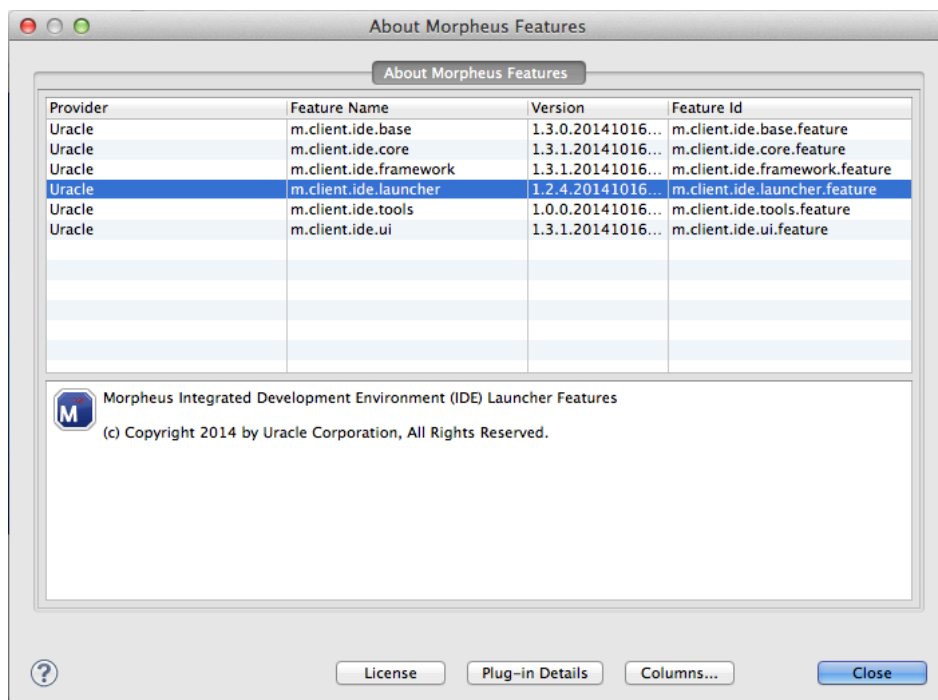 About Morpheus Features
About Morpheus Features
Provider Feature Name Version Feature Id
Uracle m.client.ide.base 1.3.0.20141016... m.client.ide.base.feature
Uracle m.client.ide.core 1.3.1.20141016... m.client.ide.core.feature
Uracle m.client.ide.framework 1.3.1.20141016... m.client.ide.framework.feature
Uracle m.client.ide.launcher 1.2.4.20141016... m.client.ide.launcher.feature
Uracle m.client.ide.tools 1.0.0.20141016... m.client.ide.tools.feature
Uracle m.client.ide.ui 1.3.1.20141016... m.client.ide.ui.feature
M
Morpheus Integrated Development Environment (IDE) Launcher Features
(c) Copyright 2014 by Uracle Corporation, All Rights Reserved.
? License Plug-in Details Columns... Close